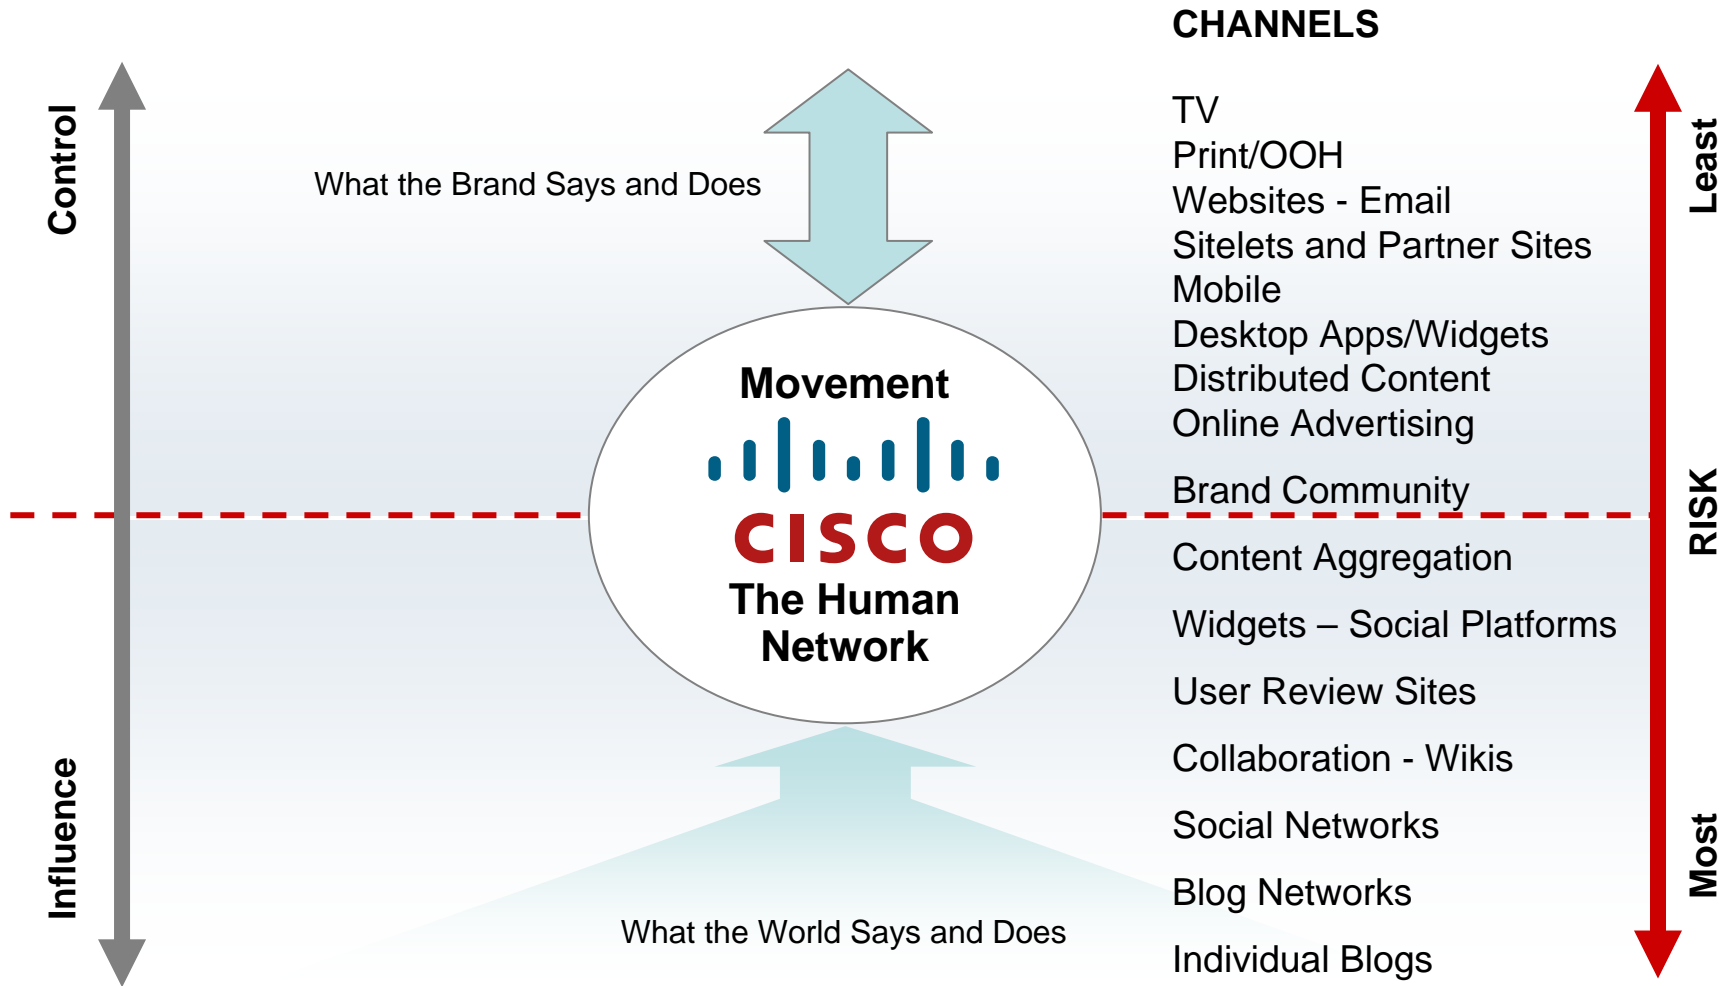 CHANNELS
Control
What the Brand Says and Does
TV
Print/OOH
Websites - Email
Sitelets and Partner Sites
Mobile
Desktop Apps/Widgets
Distributed Content
Online Advertising
Brand Community
Least
Movement
CISCO
The Human
Network
RISK
Content Aggregation
Widgets – Social Platforms
User Review Sites
Collaboration - Wikis
Social Networks
Blog Networks
Individual Blogs
Influence
What the World Says and Does
Most